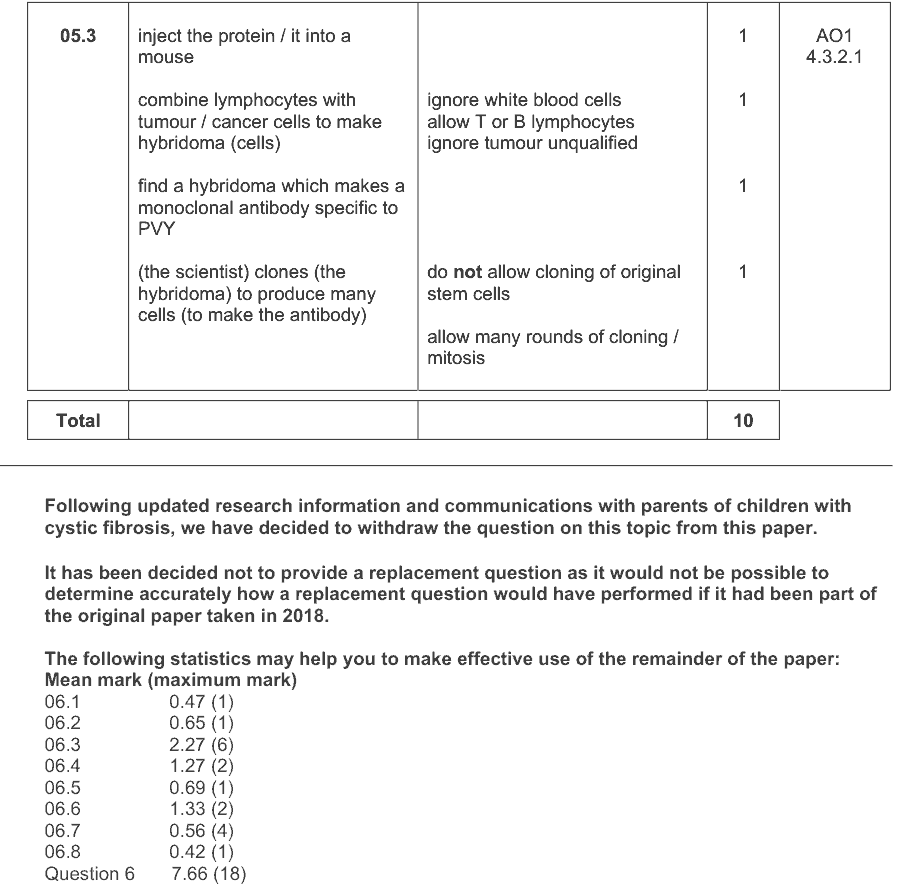 05.3 inject the protein / it into a 1 AO1
mouse 4.3.2.1
combine lymphocytes with ignore white blood cells 1
tumour / cancer cells to make allow T or B lymphocytes
hybridoma (cells) ignore tumour unqualified
find a hybridoma which makes a 1
monoclonal antibody specific to
PVY
(the scientist) clones (the do not allow cloning of original 1
hybridoma) to produce many stem cells
cells (to make the antibody)
allow many rounds of cloning /
mitosis
Total 10
Following updated research information and communications with parents of children with
cystic fibrosis, we have decided to withdraw the question on this topic from this paper.
It has been decided not to provide a replacement question as it would not be possible to
determine accurately how a replacement question would have performed if it had been part of
the original paper taken in 2018.
The following statistics may help you to make effective use of the remainder of the paper:
Mean mark (maximum mark)
06.1 0.47 (1)
06.2 0.65 (1)
06.3 2.27 (6)
06.4 1.27 (2)
06.5 0.69 (1)
06.6 1.33 (2)
06.7 0.56 (4)
06.8 0.42 (1)
Question 6 7.66 (18)